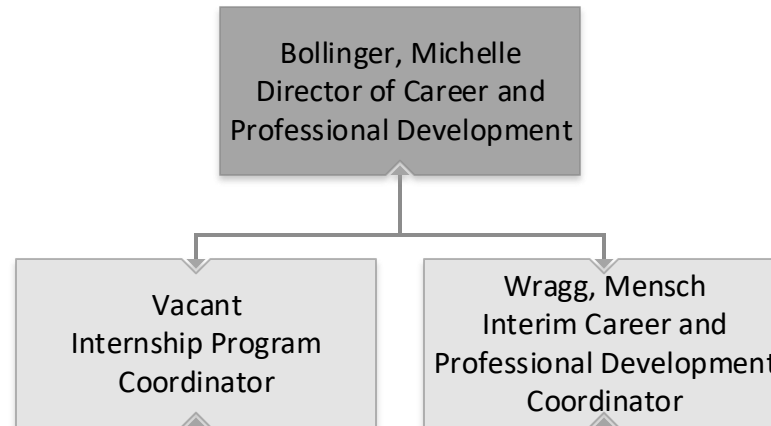 Bollinger, Michelle
Director of Career and
Professional Development
Vacant
Internship Program
Coordinator
Wragg, Mensch
Interim Career and
Professional Development
Coordinator